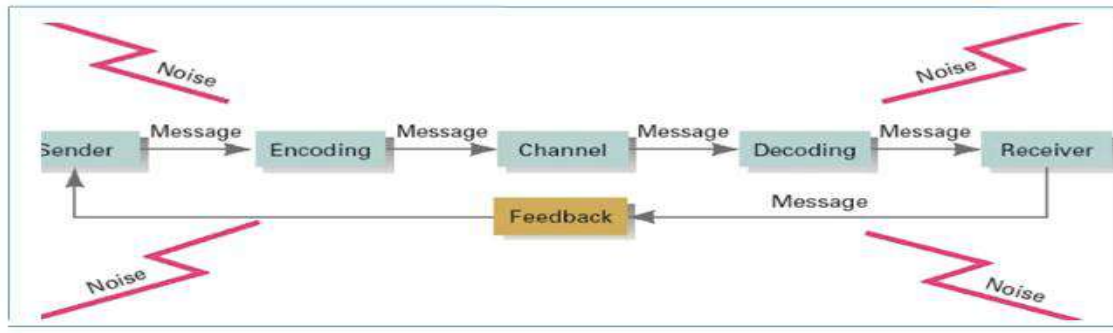 Noise
Noise
Message
Message
Message
Message
Sender
Encoding
Channel
Decoding
Receiver
Feedback
Message
Noise
Noise